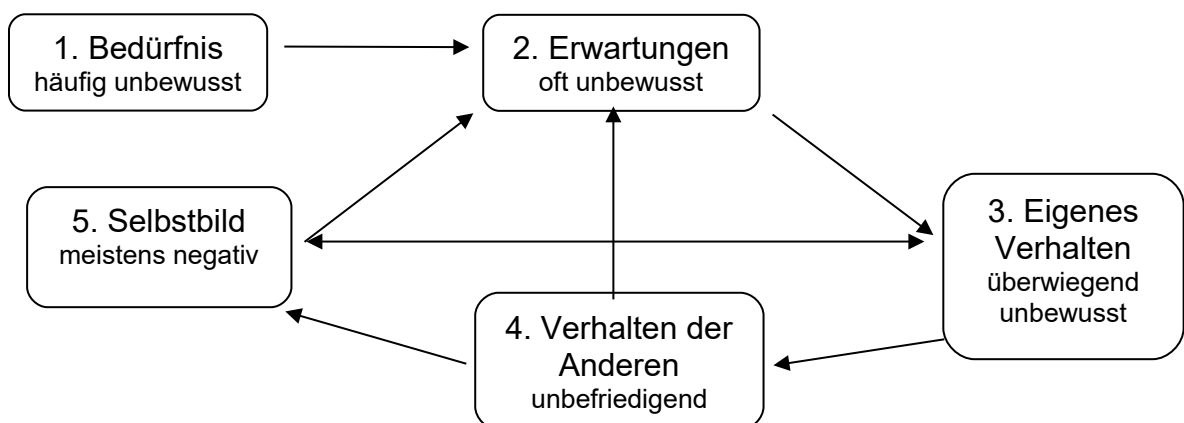 1. Bedürfnis
häufig unbewusst
2. Erwartungen
oft unbewusst
3. Eigenes
Verhalten
überwiegend
unbewusst
4. Verhalten der
Anderen
unbefriedigend
5. Selbstbild
meistens negativ